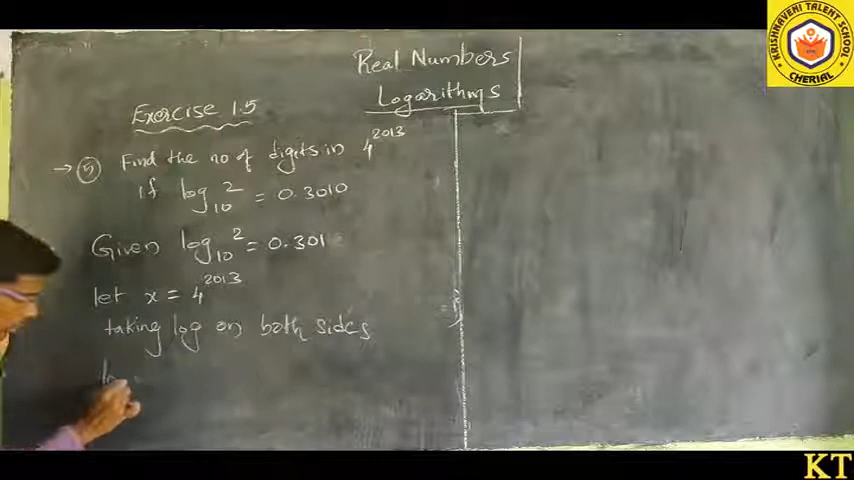 KRISHNAVENI TALENT SCHOOL
CHERIAL
Real Numbers
Logarithms
Exercise 1.5
→ ⑤ Find the no of digits in 4^2013
if log₁₀ 2 = 0.3010
Given log₁₀ 2 = 0.301
let x = 4^2013
taking log on both sides
KT